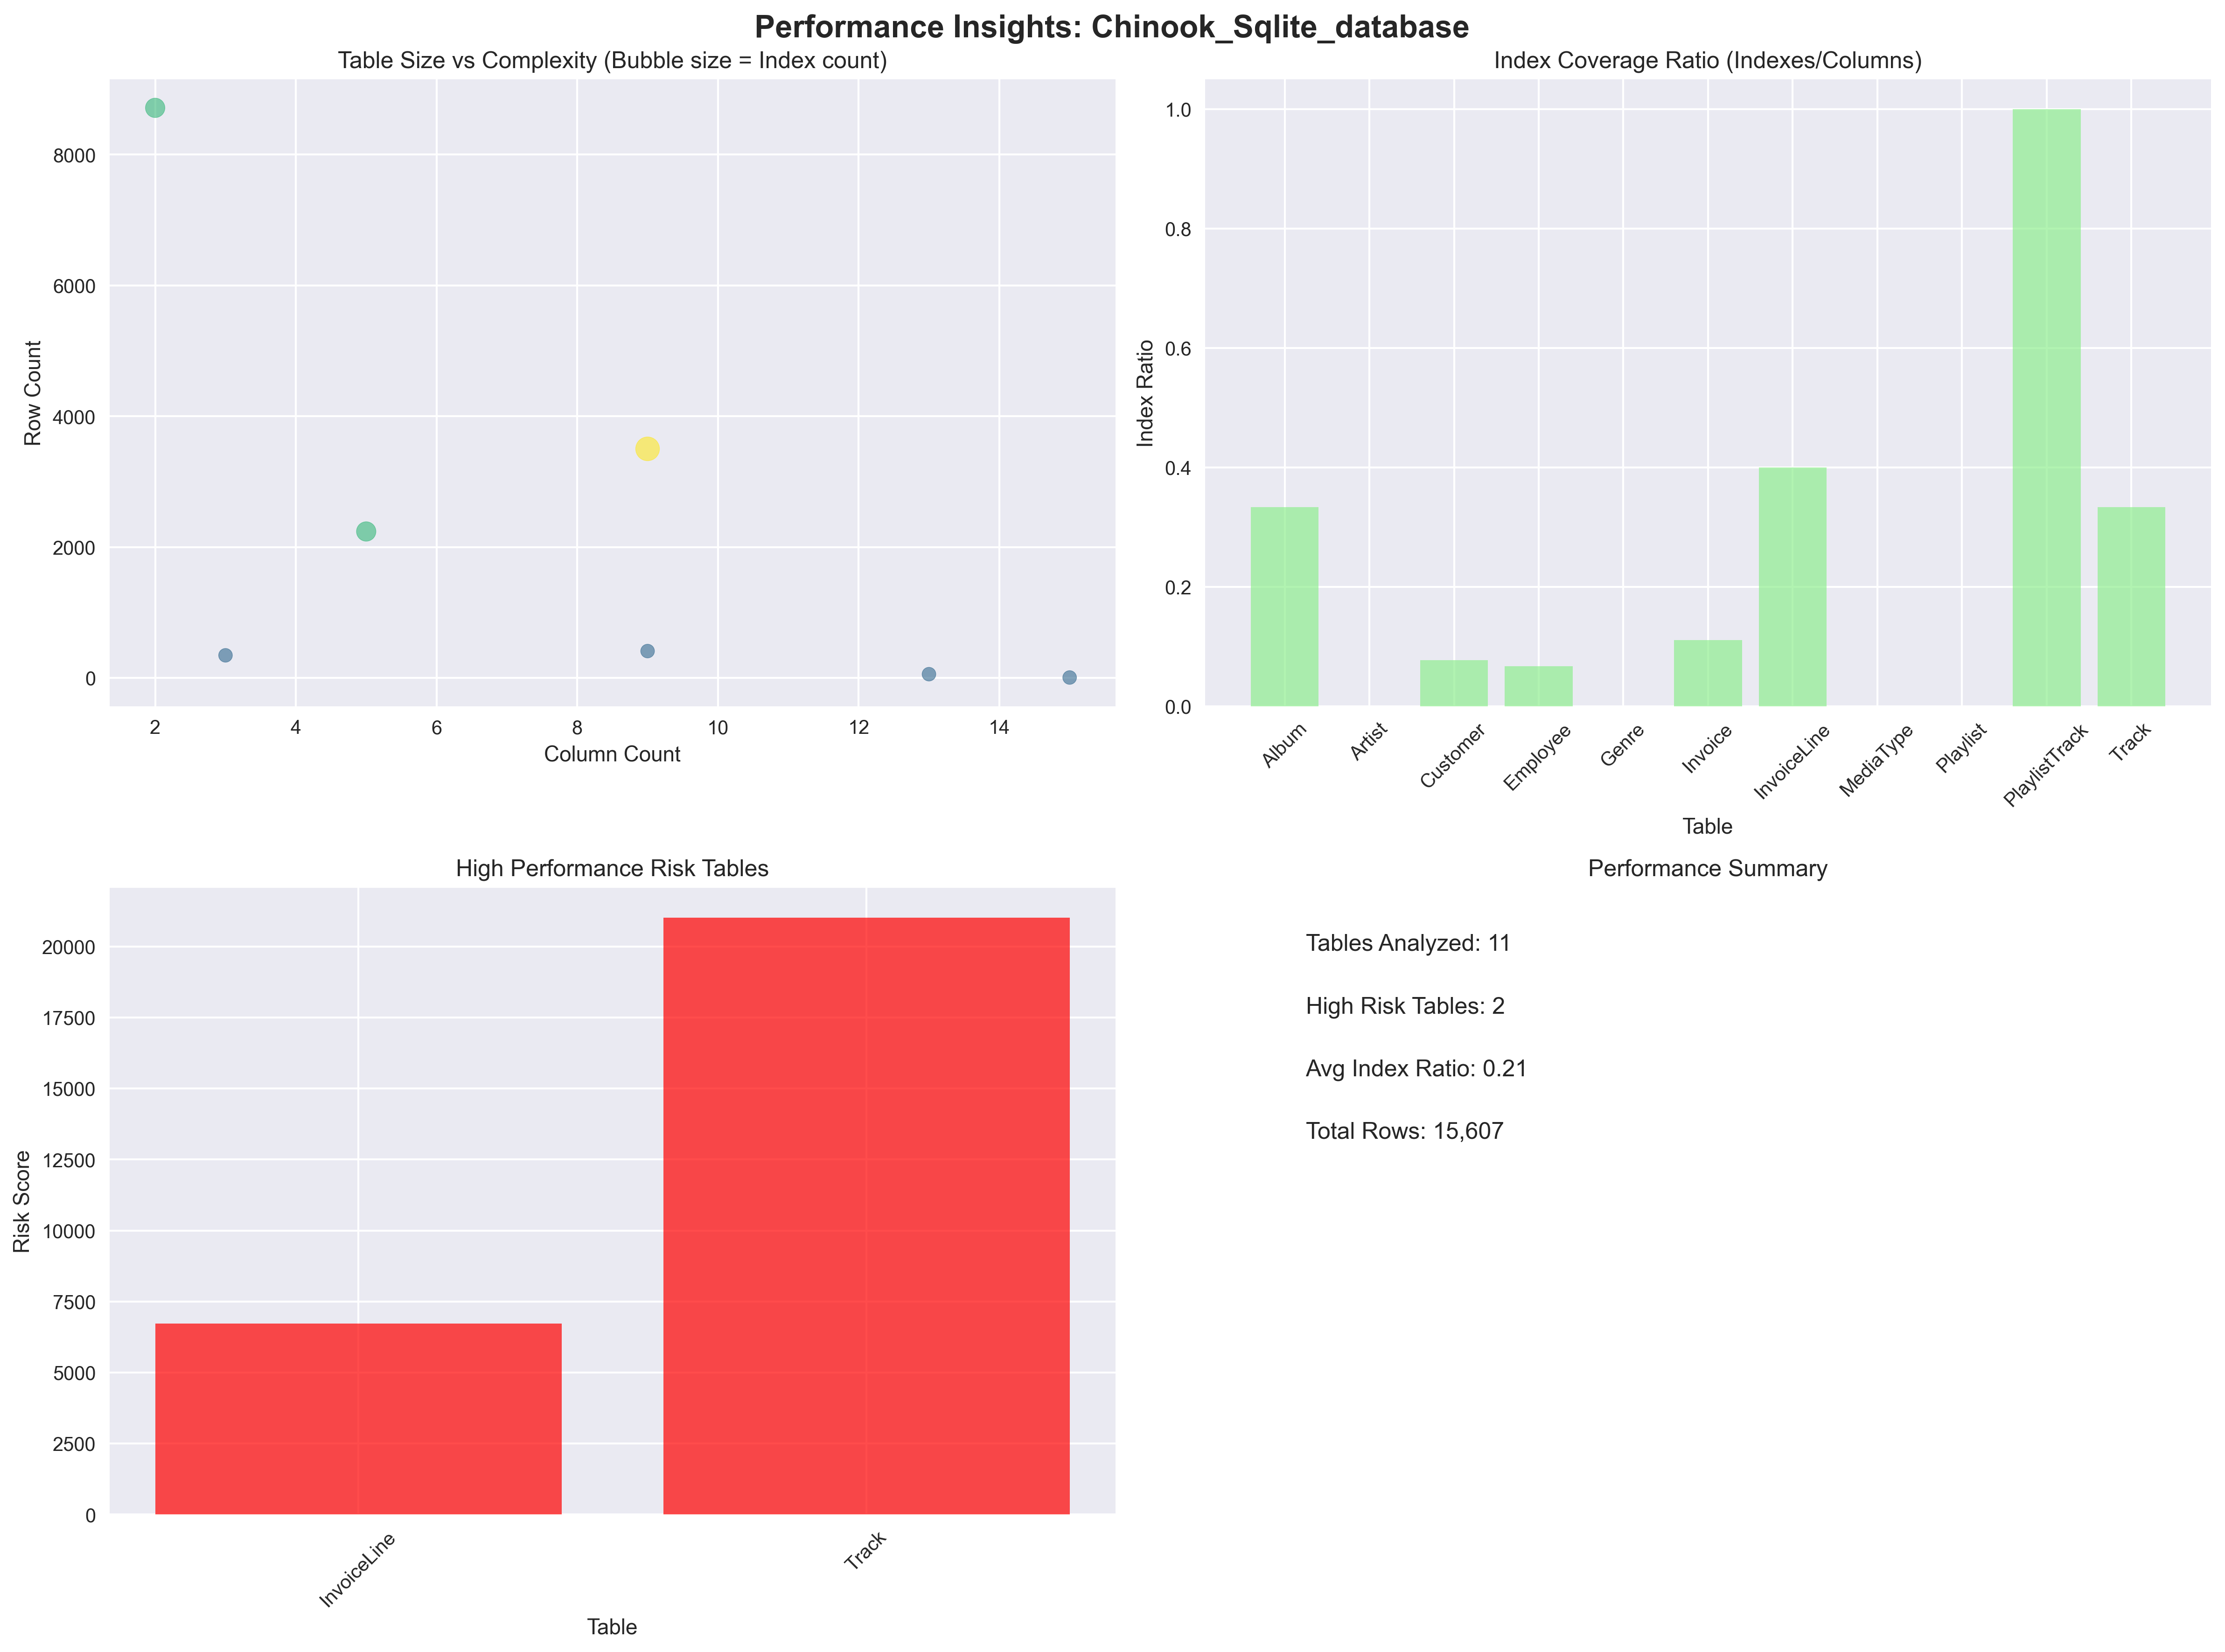 Performance Insights: Chinook_Sqlite_database
Table Size vs Complexity (Bubble size = Index count)
8000
6000
4000
2000
0
Row Count
2 4 6 8 10 12 14
Column Count
Index Coverage Ratio (Indexes/Columns)
1.0
0.8
0.6
0.4
0.2
0.0
Index Ratio
Album Artist Customer Employee Genre Invoice InvoiceLine MediaType Playlist PlaylistTrack Track
Table
High Performance Risk Tables
20000
17500
15000
12500
10000
7500
5000
2500
0
Risk Score
InvoiceLine Track
Table
Performance Summary
Tables Analyzed: 11
High Risk Tables: 2
Avg Index Ratio: 0.21
Total Rows: 15,607